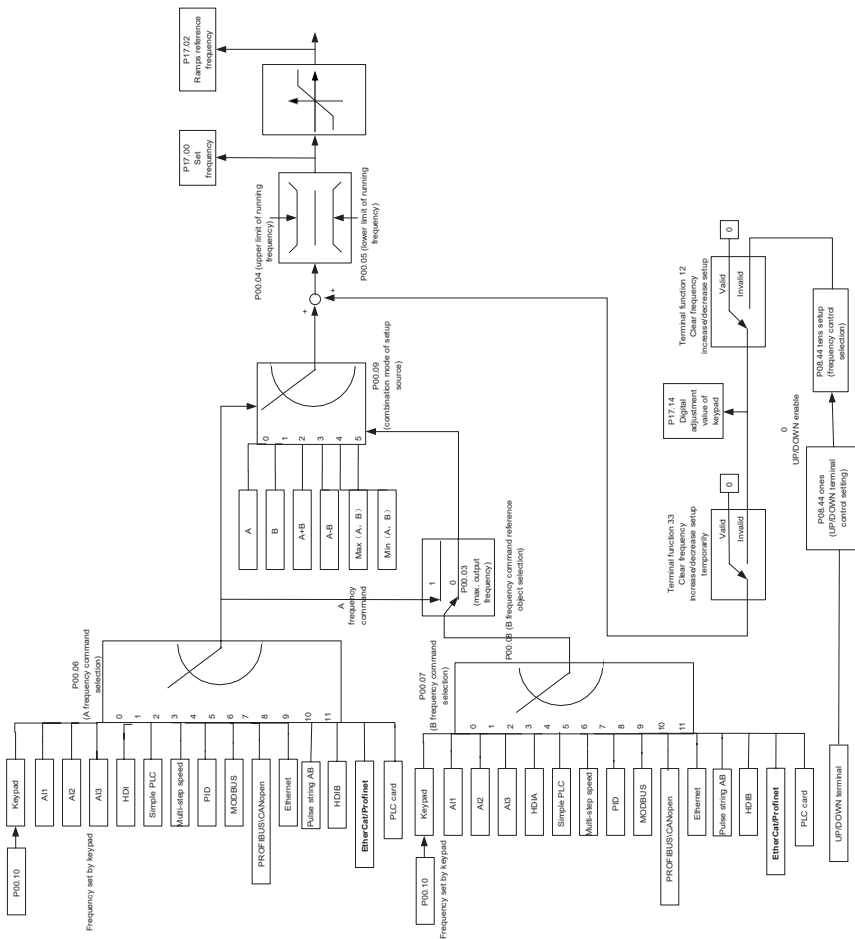 P00.10
Frequency set by keypad
Keypad
AI1
AI2
AI3
HDI
Simple PLC
Multi-step speed
PID
MODBUS
PROFIBUS\CANopen
Ethernet
Pulse string AB
HDIB
EtherCat/Profinet
PLC card
0
1
2
3
4
5
6
7
8
9
10
11
P00.06
(A frequency command
selection)
A
frequency
command
A
B
A+B
A-B
Max（A，B）
Min（A，B）
0
1
2
3
4
5
P00.09
(combination mode of setup
source)
+
+
P00.04 (upper limit of running
frequency)
P00.05 (lower limit of running
frequency)
P17.00
Set
frequency
P17.02
Ramps reference
frequency
P00.10
Frequency set by keypad
Keypad
AI1
AI2
AI3
HDIA
Simple PLC
Multi-step speed
PID
MODBUS
PROFIBUS\CANopen
Ethernet
Pulse string AB
HDIB
EtherCat/Profinet
PLC card
0
1
2
3
4
5
6
7
8
9
10
11
P00.07
(B frequency command
selection)
1
0
P00.03
(max. output
frequency)
P00.08 (B frequency command reference
object selection)
Terminal function 33
Clear frequency
increase/decrease setup
temporarily
Valid
Invalid
0
P17.14
Digital
adjustment
value of
keypad
Terminal function 12
Clear frequency
increase/decrease setup
Valid
Invalid
0
UP/DOWN terminal
P08.44 ones
(UP/DOWN terminal
control setting)
0
UP/DOWN enable
P08.44 tens setup
(frequency control
selection)